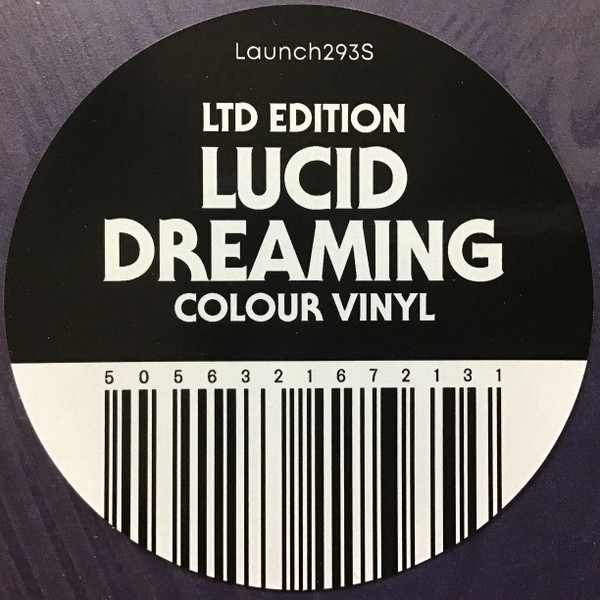 Launch293S
LTD EDITION
LUCID
DREAMING
COLOUR VINYL
5 0 5 6 3 2 1 6 7 2 1 3 1